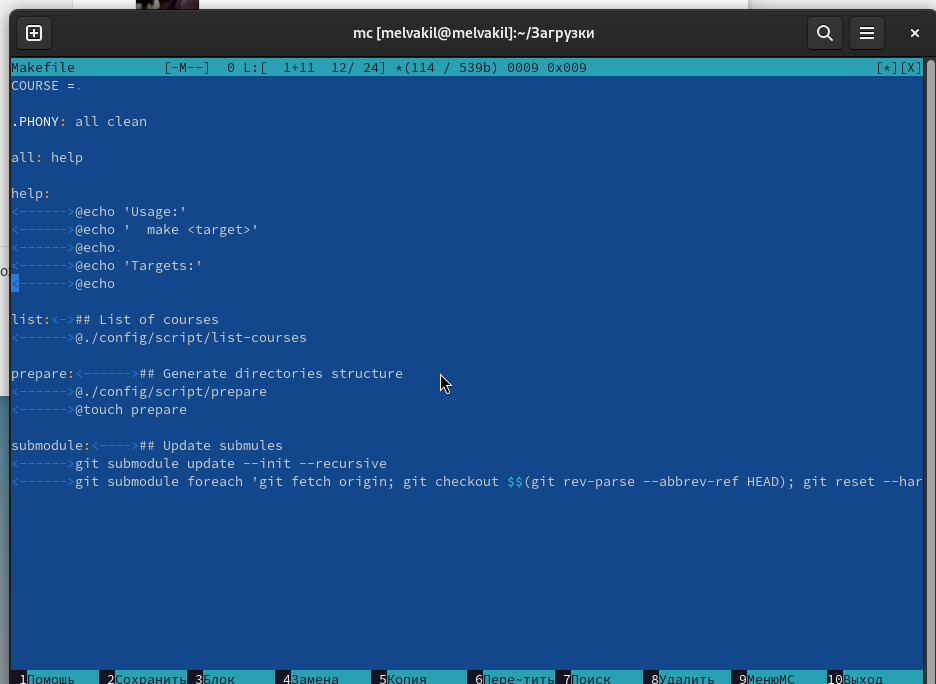 mc [melvakil@melvakil]:~/Загрузки
Makefile [-M--] 0 L:[ 1+11 12/ 24] *(114 / 539b) 0009 0x009 [*][X]
COURSE =.
.PHONY: all clean
all: help
help:
<------>@echo 'Usage:'
<------>@echo '  make <target>'
<------>@echo.
<------>@echo 'Targets:'
<------>@echo
list:<->## List of courses
<------>@./config/script/list-courses
prepare:<------>## Generate directories structure
<------>@./config/script/prepare
<------>@touch prepare
submodule:<---->## Update submules
<------>git submodule update --init --recursive
<------>git submodule foreach 'git fetch origin; git checkout $$(git rev-parse --abbrev-ref HEAD); git reset --har
1Помощь 2Сохранить 3Блок 4Замена 5Копия 6Пере~тить 7Поиск 8Удалить 9МенюMC 10Выход